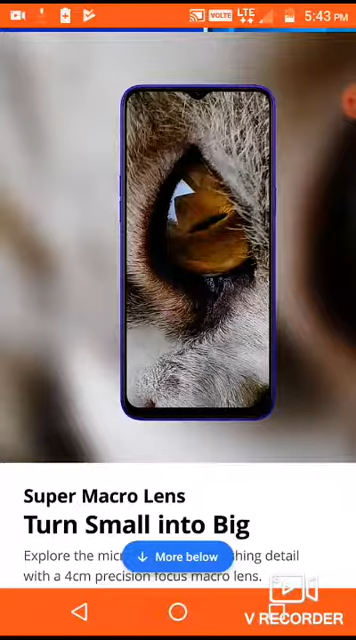 VOLTE LTE 5:43 PM
Super Macro Lens
Turn Small into Big
Explore the micr shing detail
↓ More below
with a 4cm precision focus macro lens.
V RECORDER